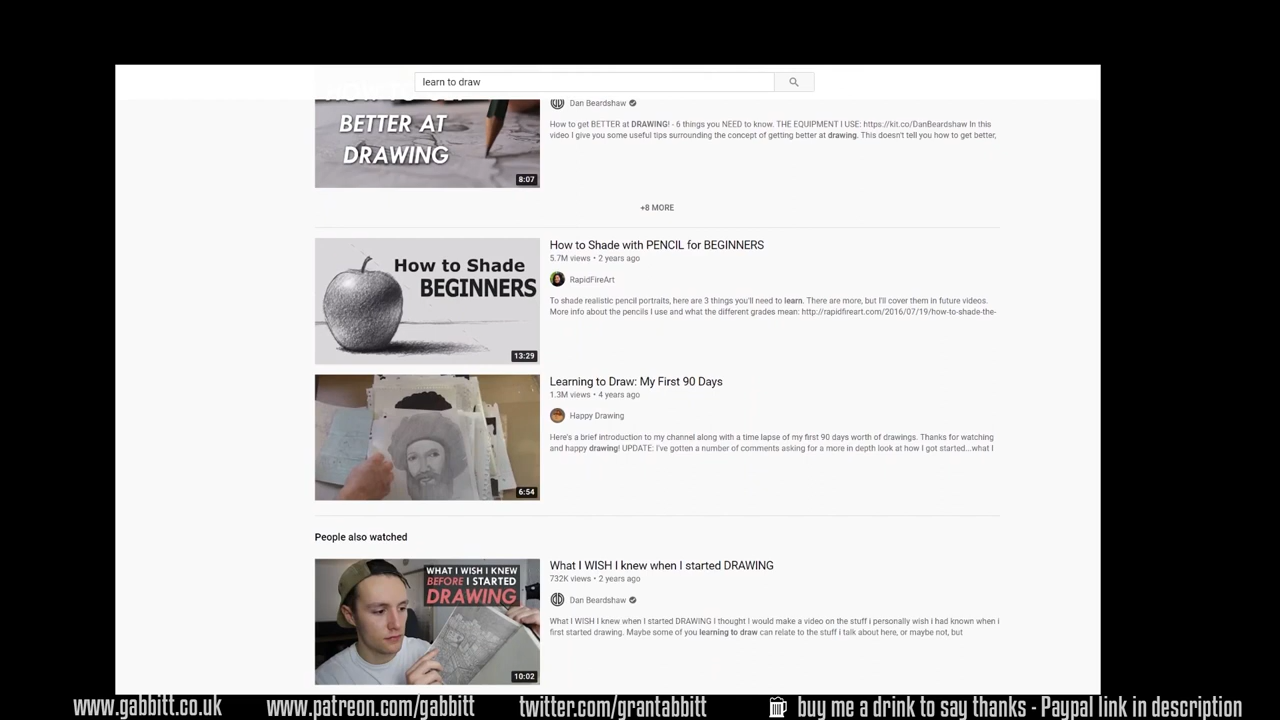 learn to draw
BETTER AT
DRAWING
8:07
Dan Beardshaw
How to get BETTER at DRAWING! - 6 things you NEED to know. THE EQUIPMENT I USE: https://kit.co/DanBeardshaw In this
video I give you some useful tips surrounding the concept of getting better at drawing. This doesn't tell you how to get better,
+8 MORE
How to Shade
BEGINNERS
13:29
How to Shade with PENCIL for BEGINNERS
5.7M views • 2 years ago
RapidFireArt
To shade realistic pencil portraits, here are 3 things you'll need to learn. There are more, but I'll cover them in future videos.
More info about the pencils I use and what the different grades mean: http://rapidfireart.com/2016/07/19/how-to-shade-the-
6:54
Learning to Draw: My First 90 Days
1.3M views • 4 years ago
Happy Drawing
Here's a brief introduction to my channel along with a time lapse of my first 90 days worth of drawings. Thanks for watching
and happy drawing! UPDATE: I've gotten a number of comments asking for a more in depth look at how I got started...what I
People also watched
WHAT I WISH I KNEW
BEFORE I STARTED
DRAWING
10:02
What I WISH I knew when I started DRAWING
732K views • 2 years ago
Dan Beardshaw
What I WISH I knew when I started DRAWING I thought I would make a video on the stuff i personally wish i had known when i
first started drawing. Maybe some of you learning to draw can relate to the stuff i talk about here, or maybe not, but
www.gabbitt.co.uk www.patreon.com/gabbitt twitter.com/grantabbitt buy me a drink to say thanks - Paypal link in description